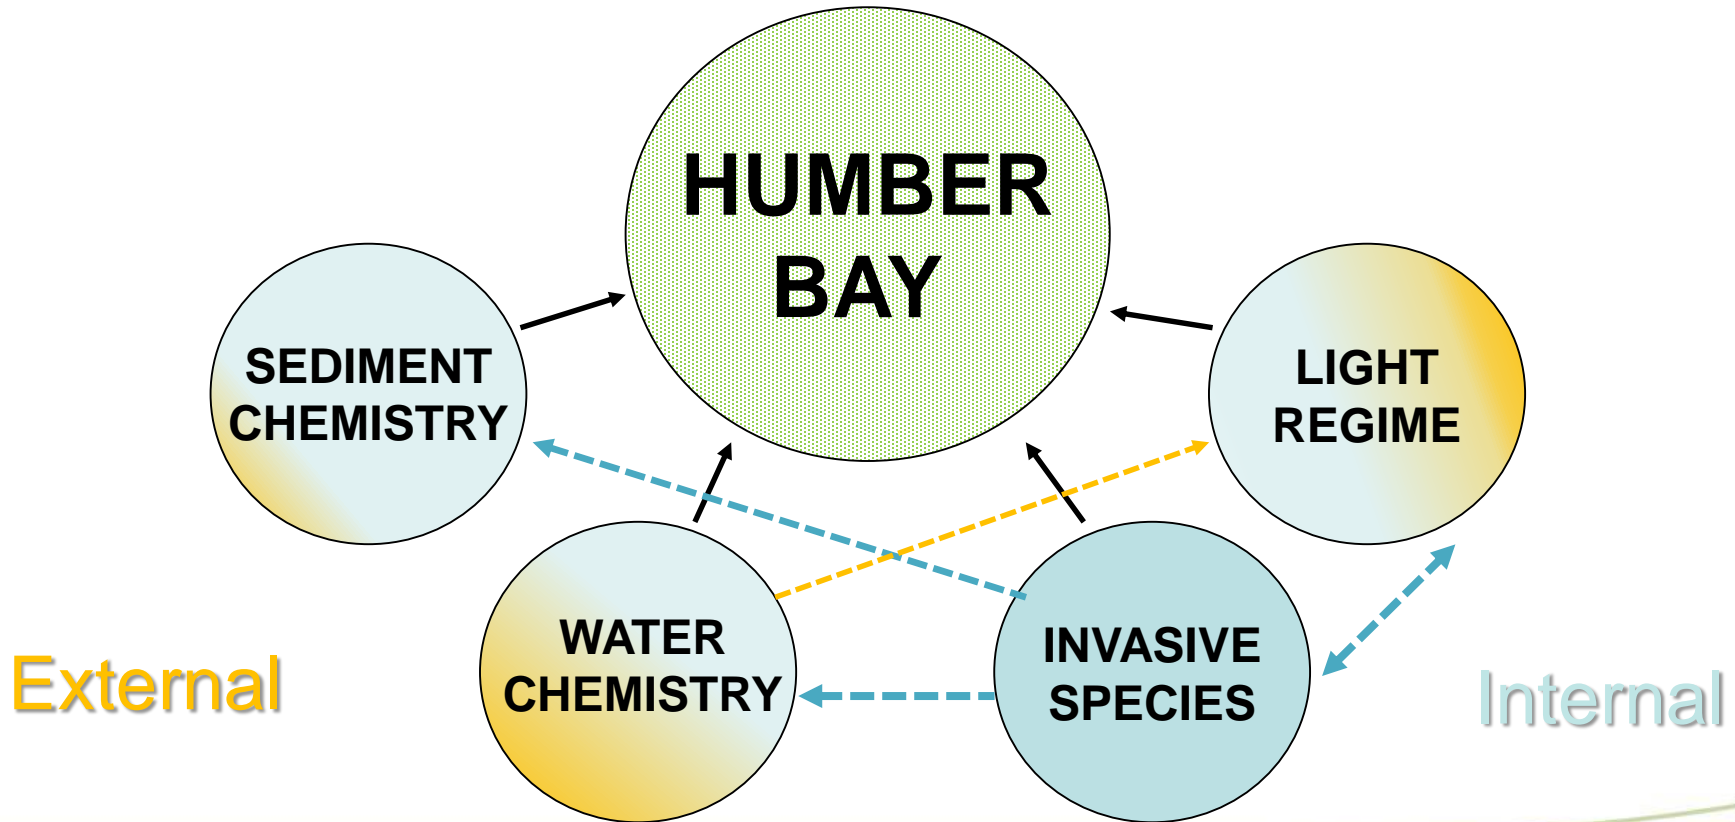 HUMBER
BAY
SEDIMENT
CHEMISTRY
LIGHT
REGIME
WATER
CHEMISTRY
INVASIVE
SPECIES
External
Internal